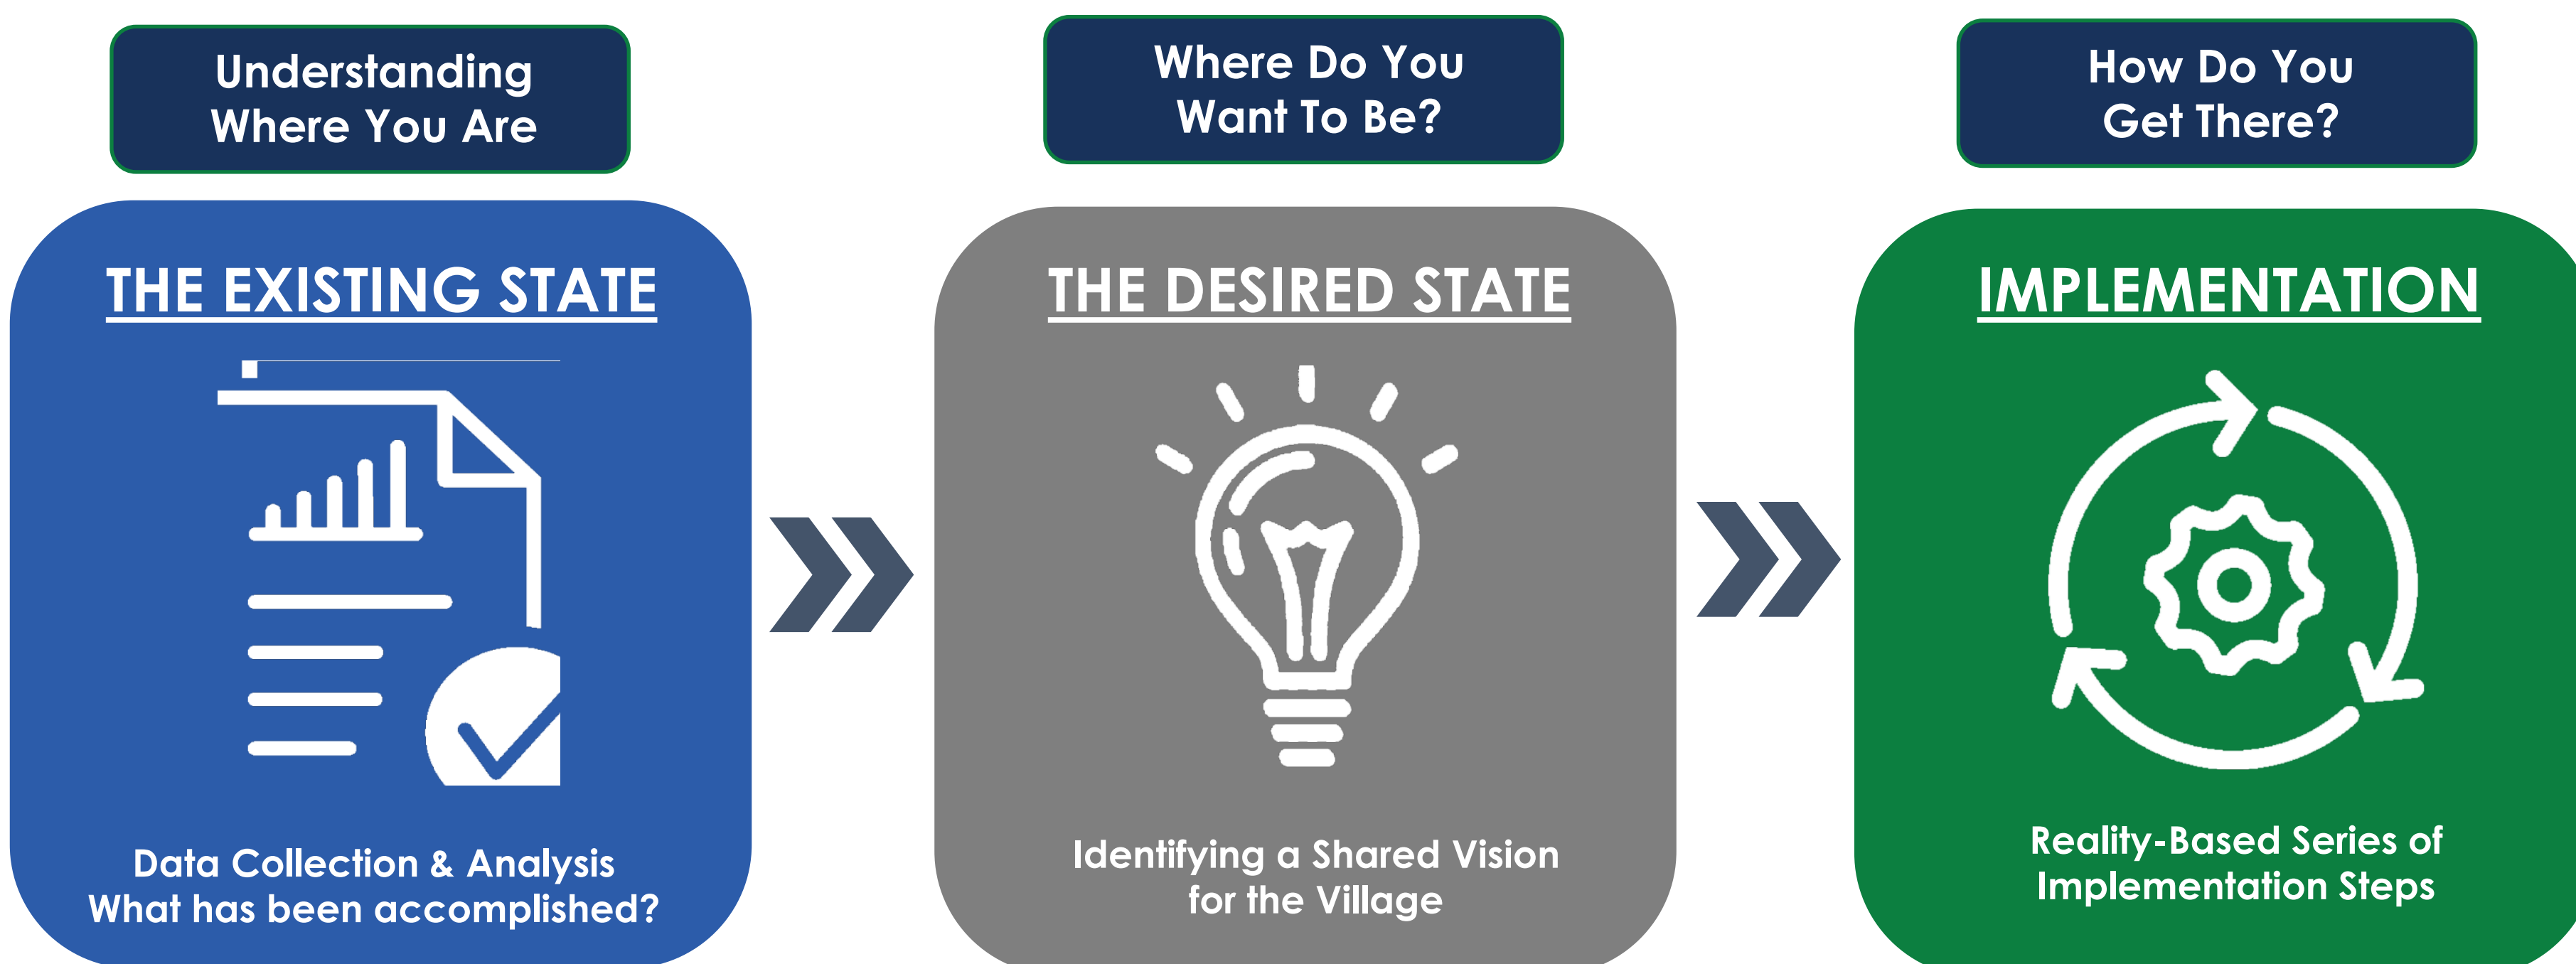 Understanding
Where You Are
THE EXISTING STATE
Data Collection & Analysis
What has been accomplished?
Where Do You
Want To Be?
THE DESIRED STATE
Identifying a Shared Vision
for the Village
How Do You
Get There?
IMPLEMENTATION
Reality-Based Series of
Implementation Steps